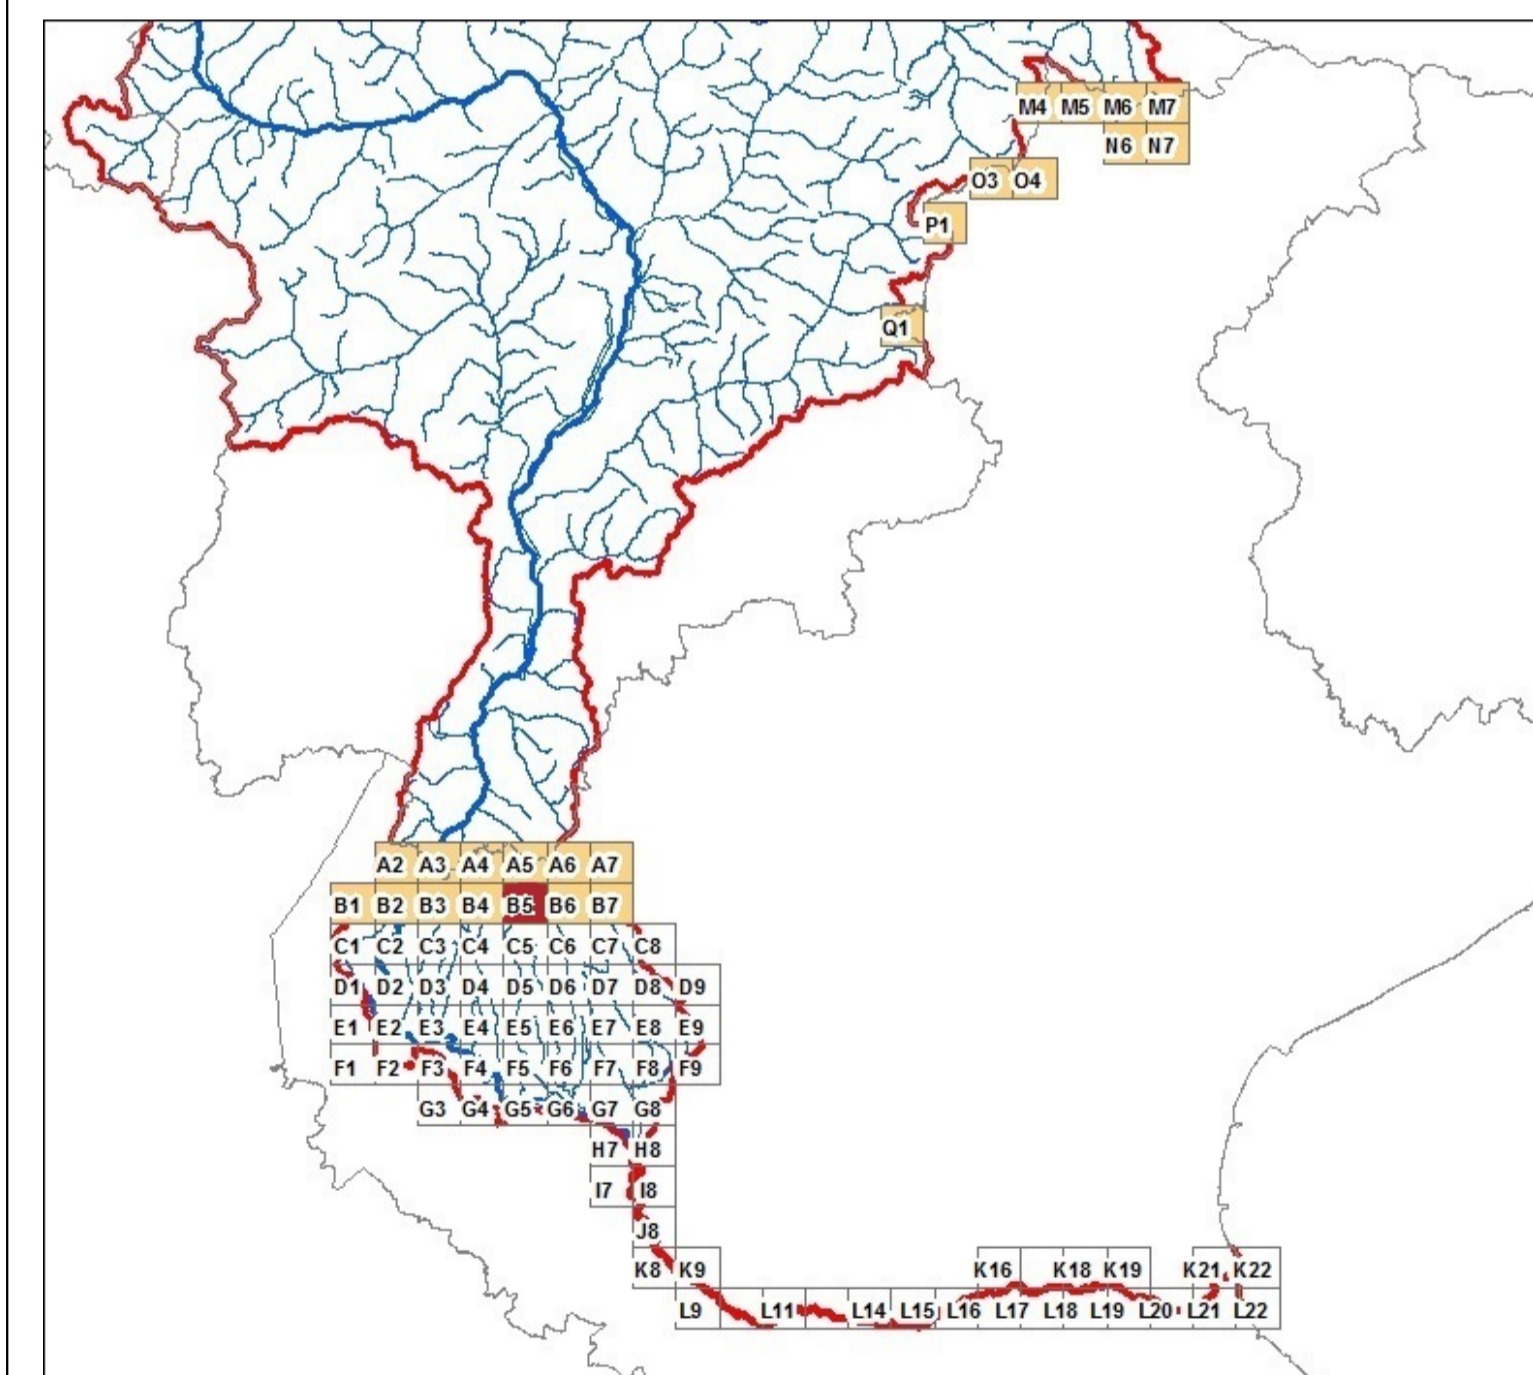 M4 M5 M6 M7
N6 N7
O3 O4
P1
Q1
A2 A3 A4 A5 A6 A7
B1 B2 B3 B4 B5 B6 B7
C1 C2 C3 C4 C5 C6 C7 C8
D1 D2 D3 D4 D5 D6 D7 D8 D9
E1 E2 E3 E4 E5 E6 E7 E8 E9
F1 F2 F3 F4 F5 F6 F7 F8 F9
G3 G4 G5 G6 G7 G8
H7 H8
I7 I8
J8
K8 K9 K16 K18 K19 K21 K22
L9 L11 L14 L15 L16 L17 L18 L19 L20 L21 L22